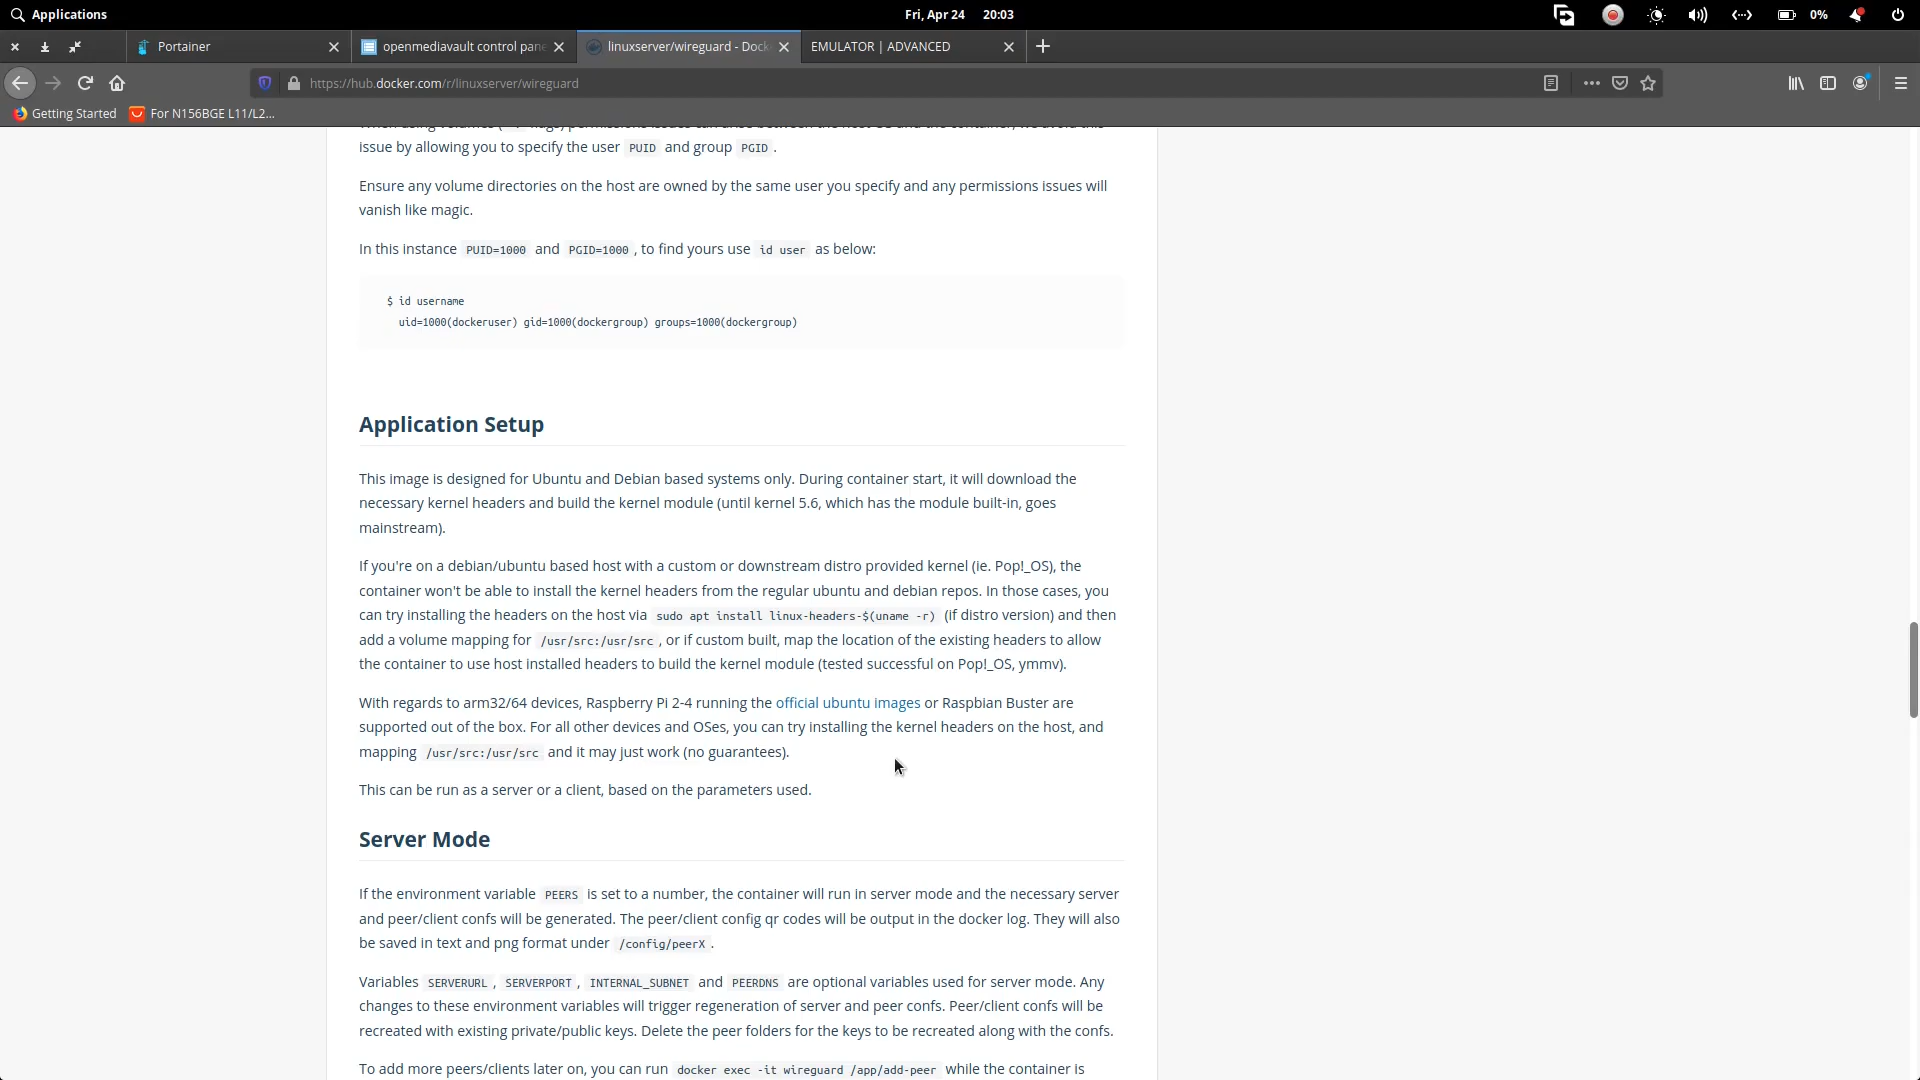 Applications
Fri, Apr 24 20:03
0%
Portainer
openmediavault control pane
linuxserver/wireguard - Dock
EMULATOR | ADVANCED
https://hub.docker.com/r/linuxserver/wireguard
Getting Started
For N156BGE L11/L2...
issue by allowing you to specify the user PUID and group PGID .
Ensure any volume directories on the host are owned by the same user you specify and any permissions issues will
vanish like magic.
In this instance PUID=1000 and PGID=1000 , to find yours use id user as below:
$ id username
uid=1000(dockeruser) gid=1000(dockergroup) groups=1000(dockergroup)
Application Setup
This image is designed for Ubuntu and Debian based systems only. During container start, it will download the
necessary kernel headers and build the kernel module (until kernel 5.6, which has the module built-in, goes
mainstream).
If you're on a debian/ubuntu based host with a custom or downstream distro provided kernel (ie. Pop!_OS), the
container won't be able to install the kernel headers from the regular ubuntu and debian repos. In those cases, you
can try installing the headers on the host via sudo apt install linux-headers-$(uname -r) (if distro version) and then
add a volume mapping for /usr/src:/usr/src , or if custom built, map the location of the existing headers to allow
the container to use host installed headers to build the kernel module (tested successful on Pop!_OS, ymmv).
With regards to arm32/64 devices, Raspberry Pi 2-4 running the official ubuntu images or Raspbian Buster are
supported out of the box. For all other devices and OSes, you can try installing the kernel headers on the host, and
mapping /usr/src:/usr/src and it may just work (no guarantees).
This can be run as a server or a client, based on the parameters used.
Server Mode
If the environment variable PEERS is set to a number, the container will run in server mode and the necessary server
and peer/client confs will be generated. The peer/client config qr codes will be output in the docker log. They will also
be saved in text and png format under /config/peerX .
Variables SERVERURL , SERVERPORT , INTERNAL_SUBNET and PEERDNS are optional variables used for server mode. Any
changes to these environment variables will trigger regeneration of server and peer confs. Peer/client confs will be
recreated with existing private/public keys. Delete the peer folders for the keys to be recreated along with the confs.
To add more peers/clients later on, you can run docker exec -it wireguard /app/add-peer while the container is